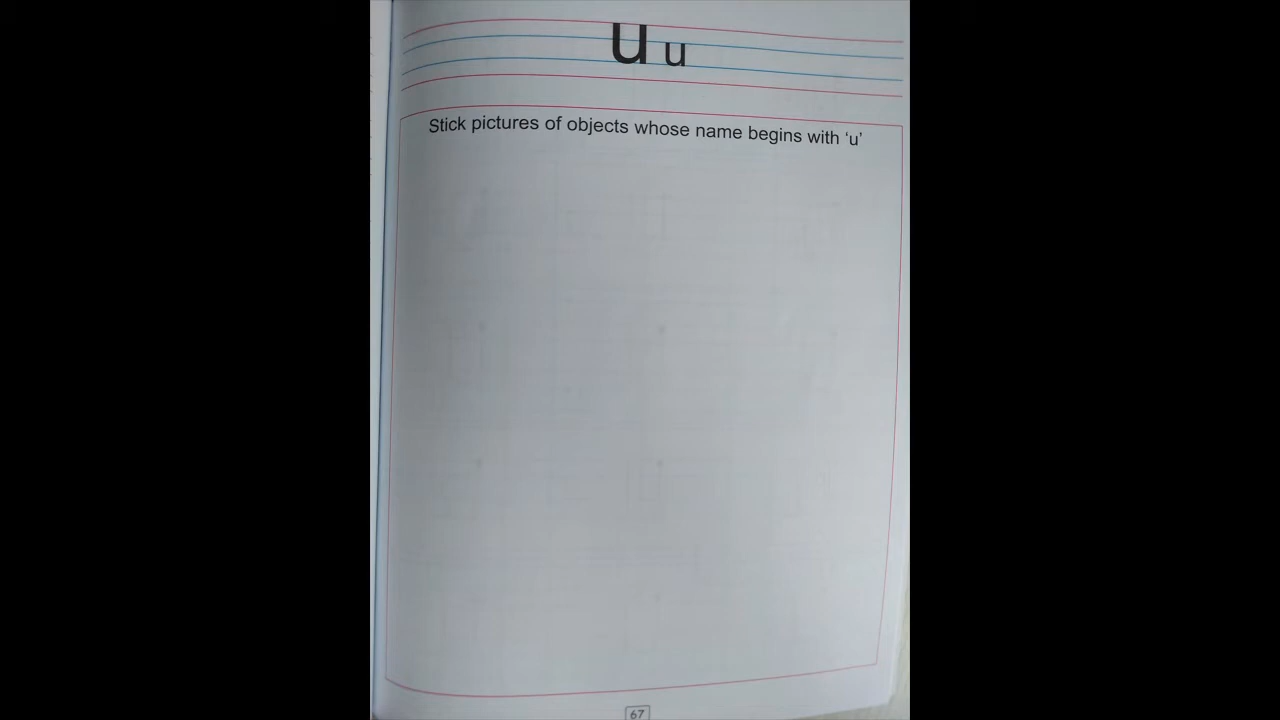 U u
Stick pictures of objects whose name begins with ‘u’
67